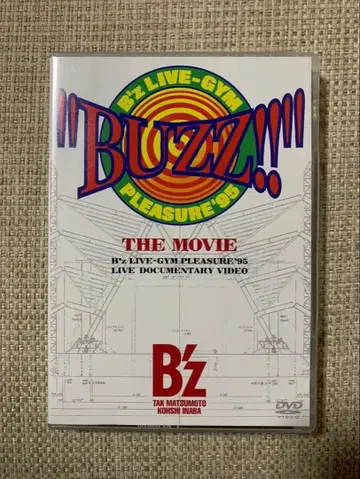 B'z LIVE-GYM
"BUZZ!!"
PLEASURE'95
THE MOVIE
B'z LIVE-GYM PLEASURE'95
LIVE DOCUMENTARY VIDEO
B'z
TAK MATSUMOTO
KOHSHI INABA
DVD
VIDEO